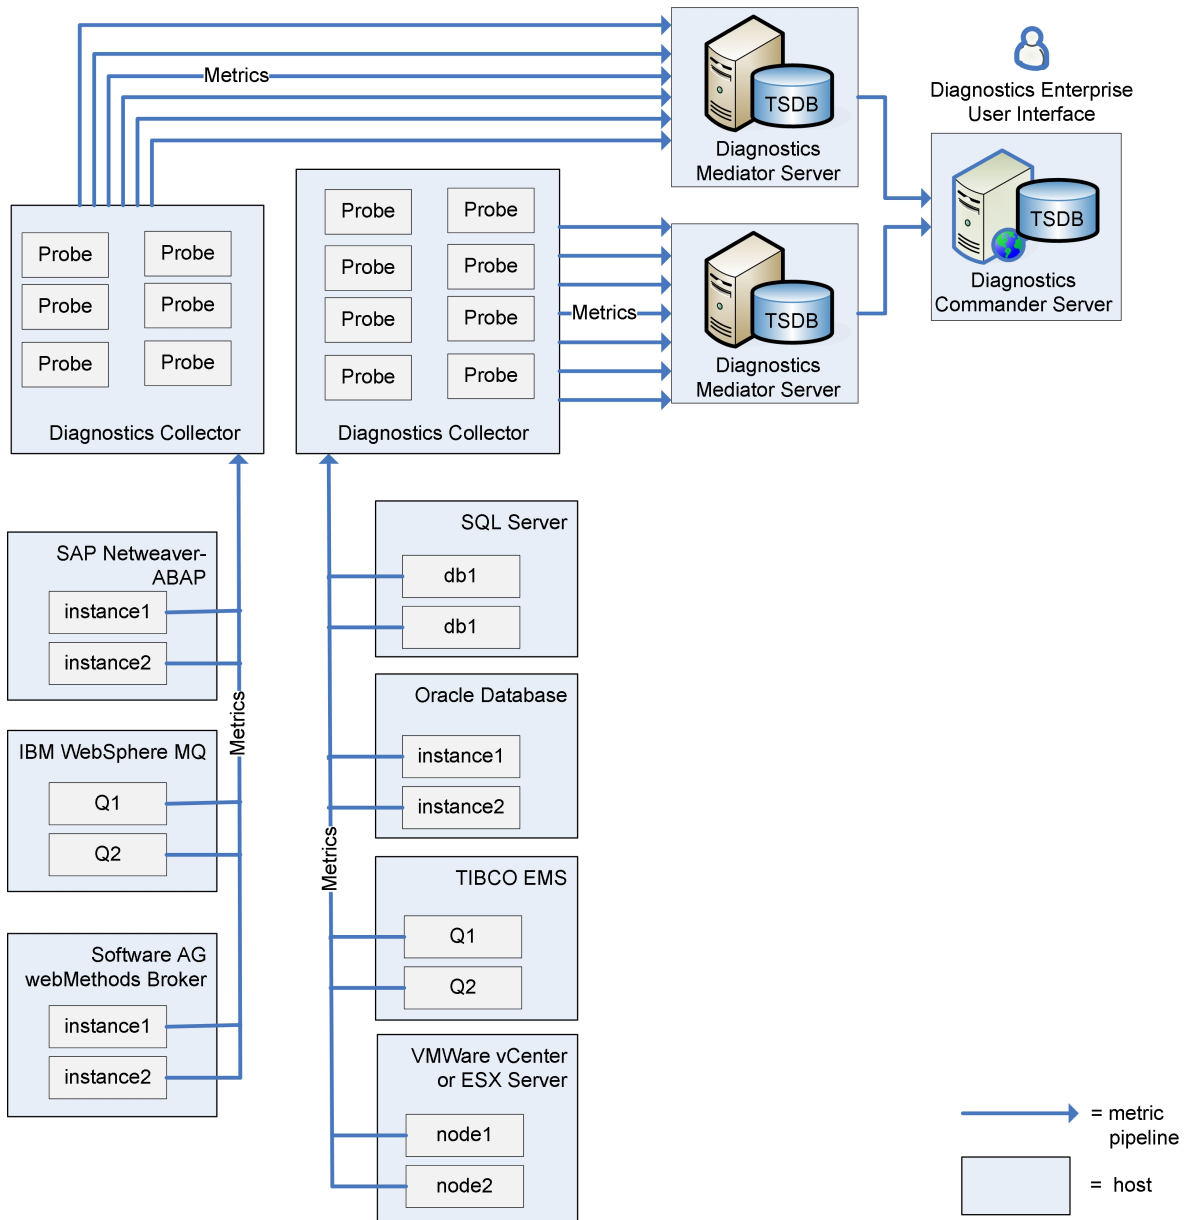 Metrics
TSDB
Diagnostics
Mediator Server
Diagnostics Enterprise
User Interface
TSDB
Diagnostics
Commander Server
Probe
Probe
Probe
Probe
Probe
Probe
Diagnostics Collector
Probe
Probe
Probe
Probe
Probe
Probe
Probe
Probe
Diagnostics Collector
Metrics
TSDB
Diagnostics
Mediator Server
SAP Netweaver-
ABAP
instance1
instance2
Metrics
IBM WebSphere MQ
Q1
Q2
Software AG
webMethods Broker
instance1
instance2
SQL Server
db1
db1
Oracle Database
instance1
instance2
Metrics
TIBCO EMS
Q1
Q2
VMWare vCenter
or ESX Server
node1
node2
= metric
pipeline
= host